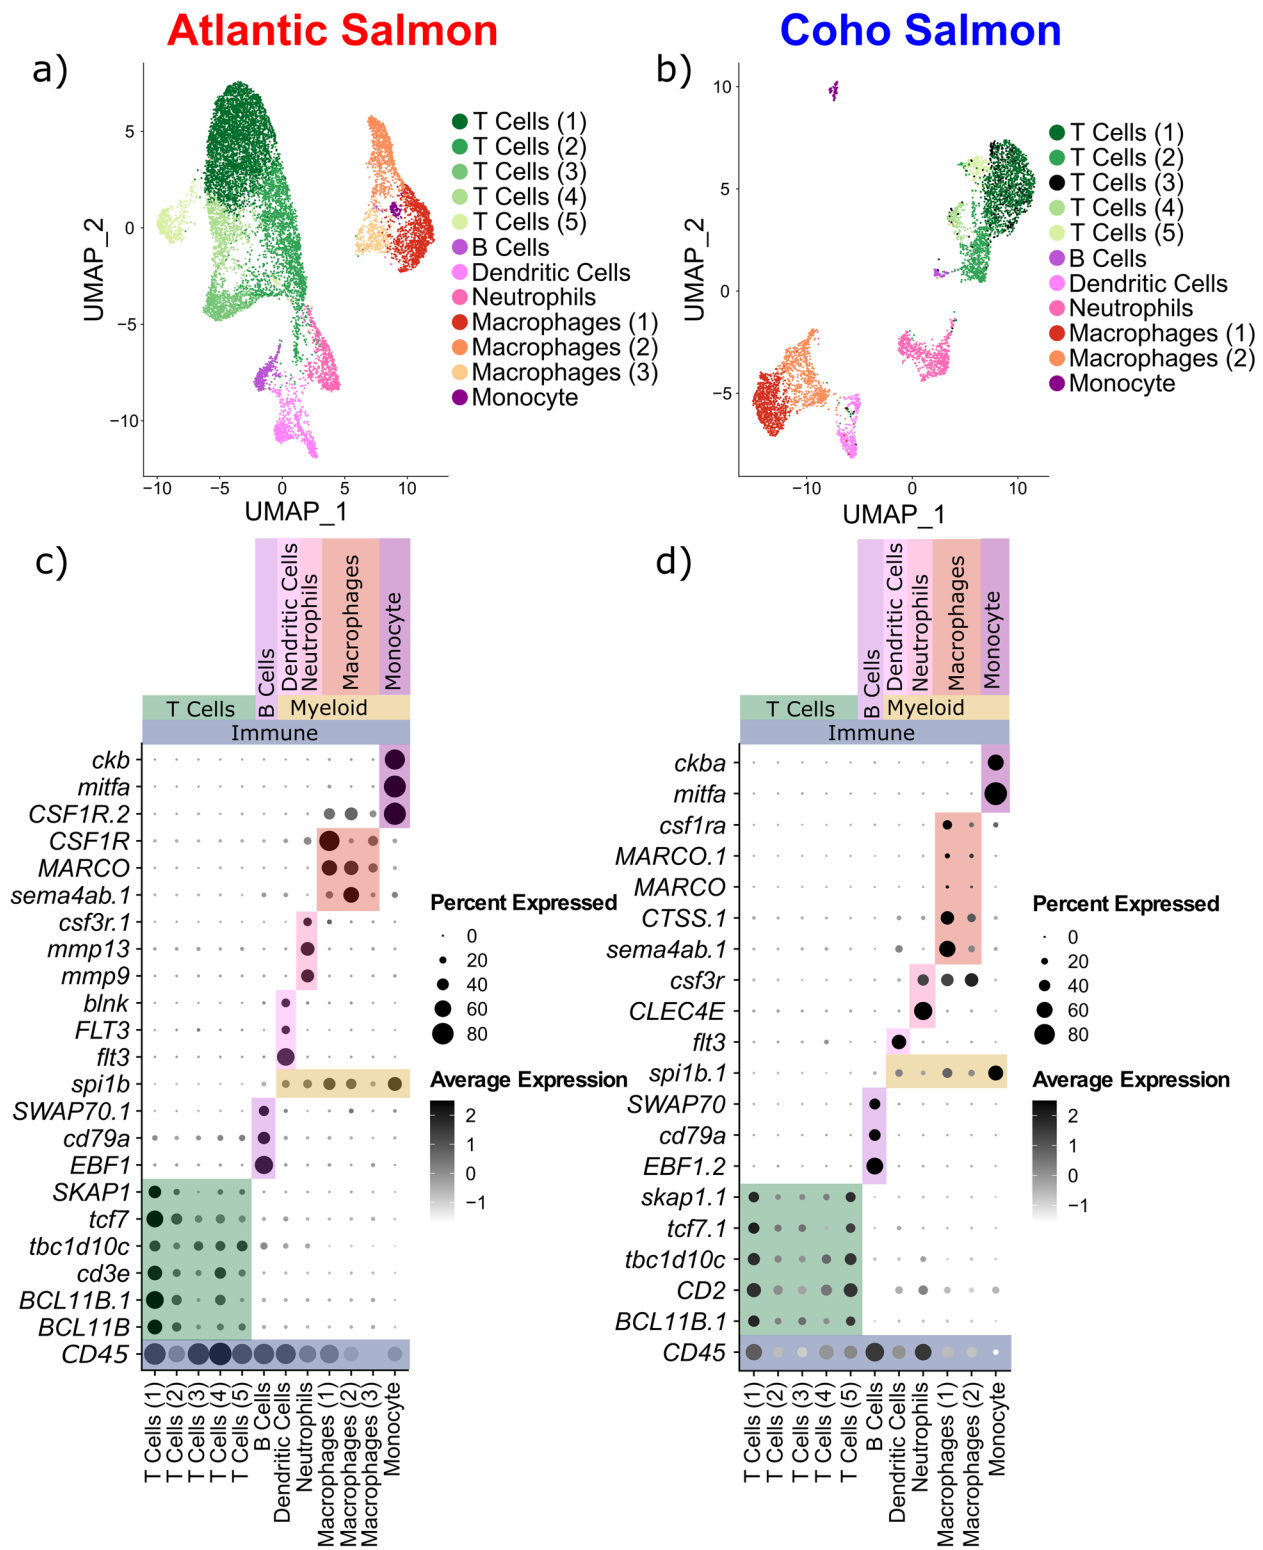 Atlantic Salmon
Coho Salmon
a)
5
0
−5
−10
−10
−5
0
5
10
UMAP_2
UMAP_1
T Cells (1)
T Cells (2)
T Cells (3)
T Cells (4)
T Cells (5)
B Cells
Dendritic Cells
Neutrophils
Macrophages (1)
Macrophages (2)
Macrophages (3)
Monocyte
b)
10
5
0
−5
−10
0
10
UMAP_2
UMAP_1
T Cells (1)
T Cells (2)
T Cells (3)
T Cells (4)
T Cells (5)
B Cells
Dendritic Cells
Neutrophils
Macrophages (1)
Macrophages (2)
Monocyte
c)
B Cells
Dendritic Cells
Neutrophils
Macrophages
Monocyte
T Cells
Myeloid
Immune
ckb
mitfa
CSF1R.2
CSF1R
MARCO
sema4ab.1
csf3r.1
mmp13
mmp9
blnk
FLT3
flt3
spi1b
SWAP70.1
cd79a
EBF1
SKAP1
tcf7
tbc1d10c
cd3e
BCL11B.1
BCL11B
CD45
T Cells (1)
T Cells (2)
T Cells (3)
T Cells (4)
T Cells (5)
B Cells
Dendritic Cells
Neutrophils
Macrophages (1)
Macrophages (2)
Macrophages (3)
Monocyte
Percent Expressed
0
20
40
60
80
Average Expression
2
1
0
−1
d)
B Cells
Dendritic Cells
Neutrophils
Macrophages
Monocyte
T Cells
Myeloid
Immune
ckba
mitfa
csf1ra
MARCO.1
MARCO
CTSS.1
sema4ab.1
csf3r
CLEC4E
flt3
spi1b.1
SWAP70
cd79a
EBF1.2
skap1.1
tcf7.1
tbc1d10c
CD2
BCL11B.1
CD45
T Cells (1)
T Cells (2)
T Cells (3)
T Cells (4)
T Cells (5)
B Cells
Dendritic Cells
Neutrophils
Macrophages (1)
Macrophages (2)
Monocyte
Percent Expressed
0
20
40
60
80
Average Expression
2
1
0
−1